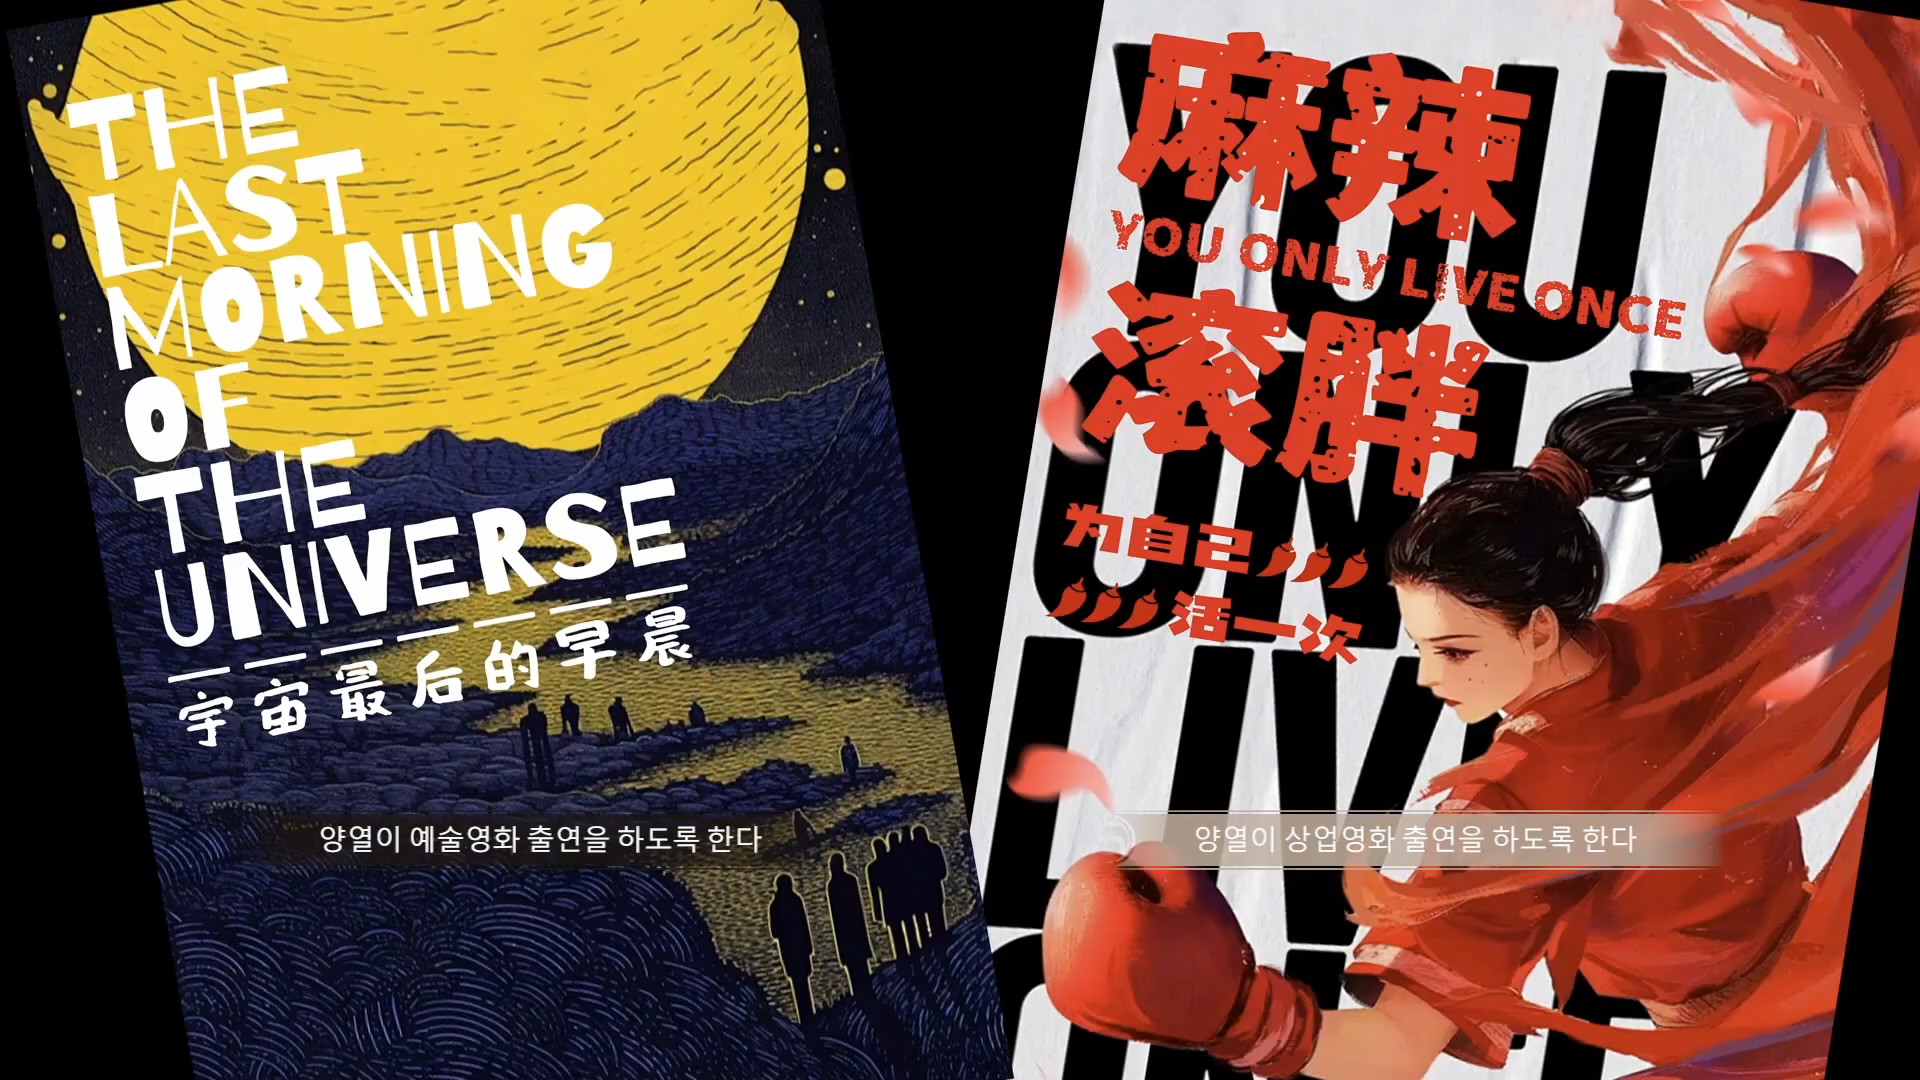 THE
LAST
MORNING
OF
THE
UNIVERSE
宇宙最后的早晨
양열이 예술영화 출연을 하도록 한다
YOU
ONLY
LIVE
麻辣
YOU ONLY LIVE ONCE
滚胖
为自己
活一次
양열이 상업영화 출연을 하도록 한다